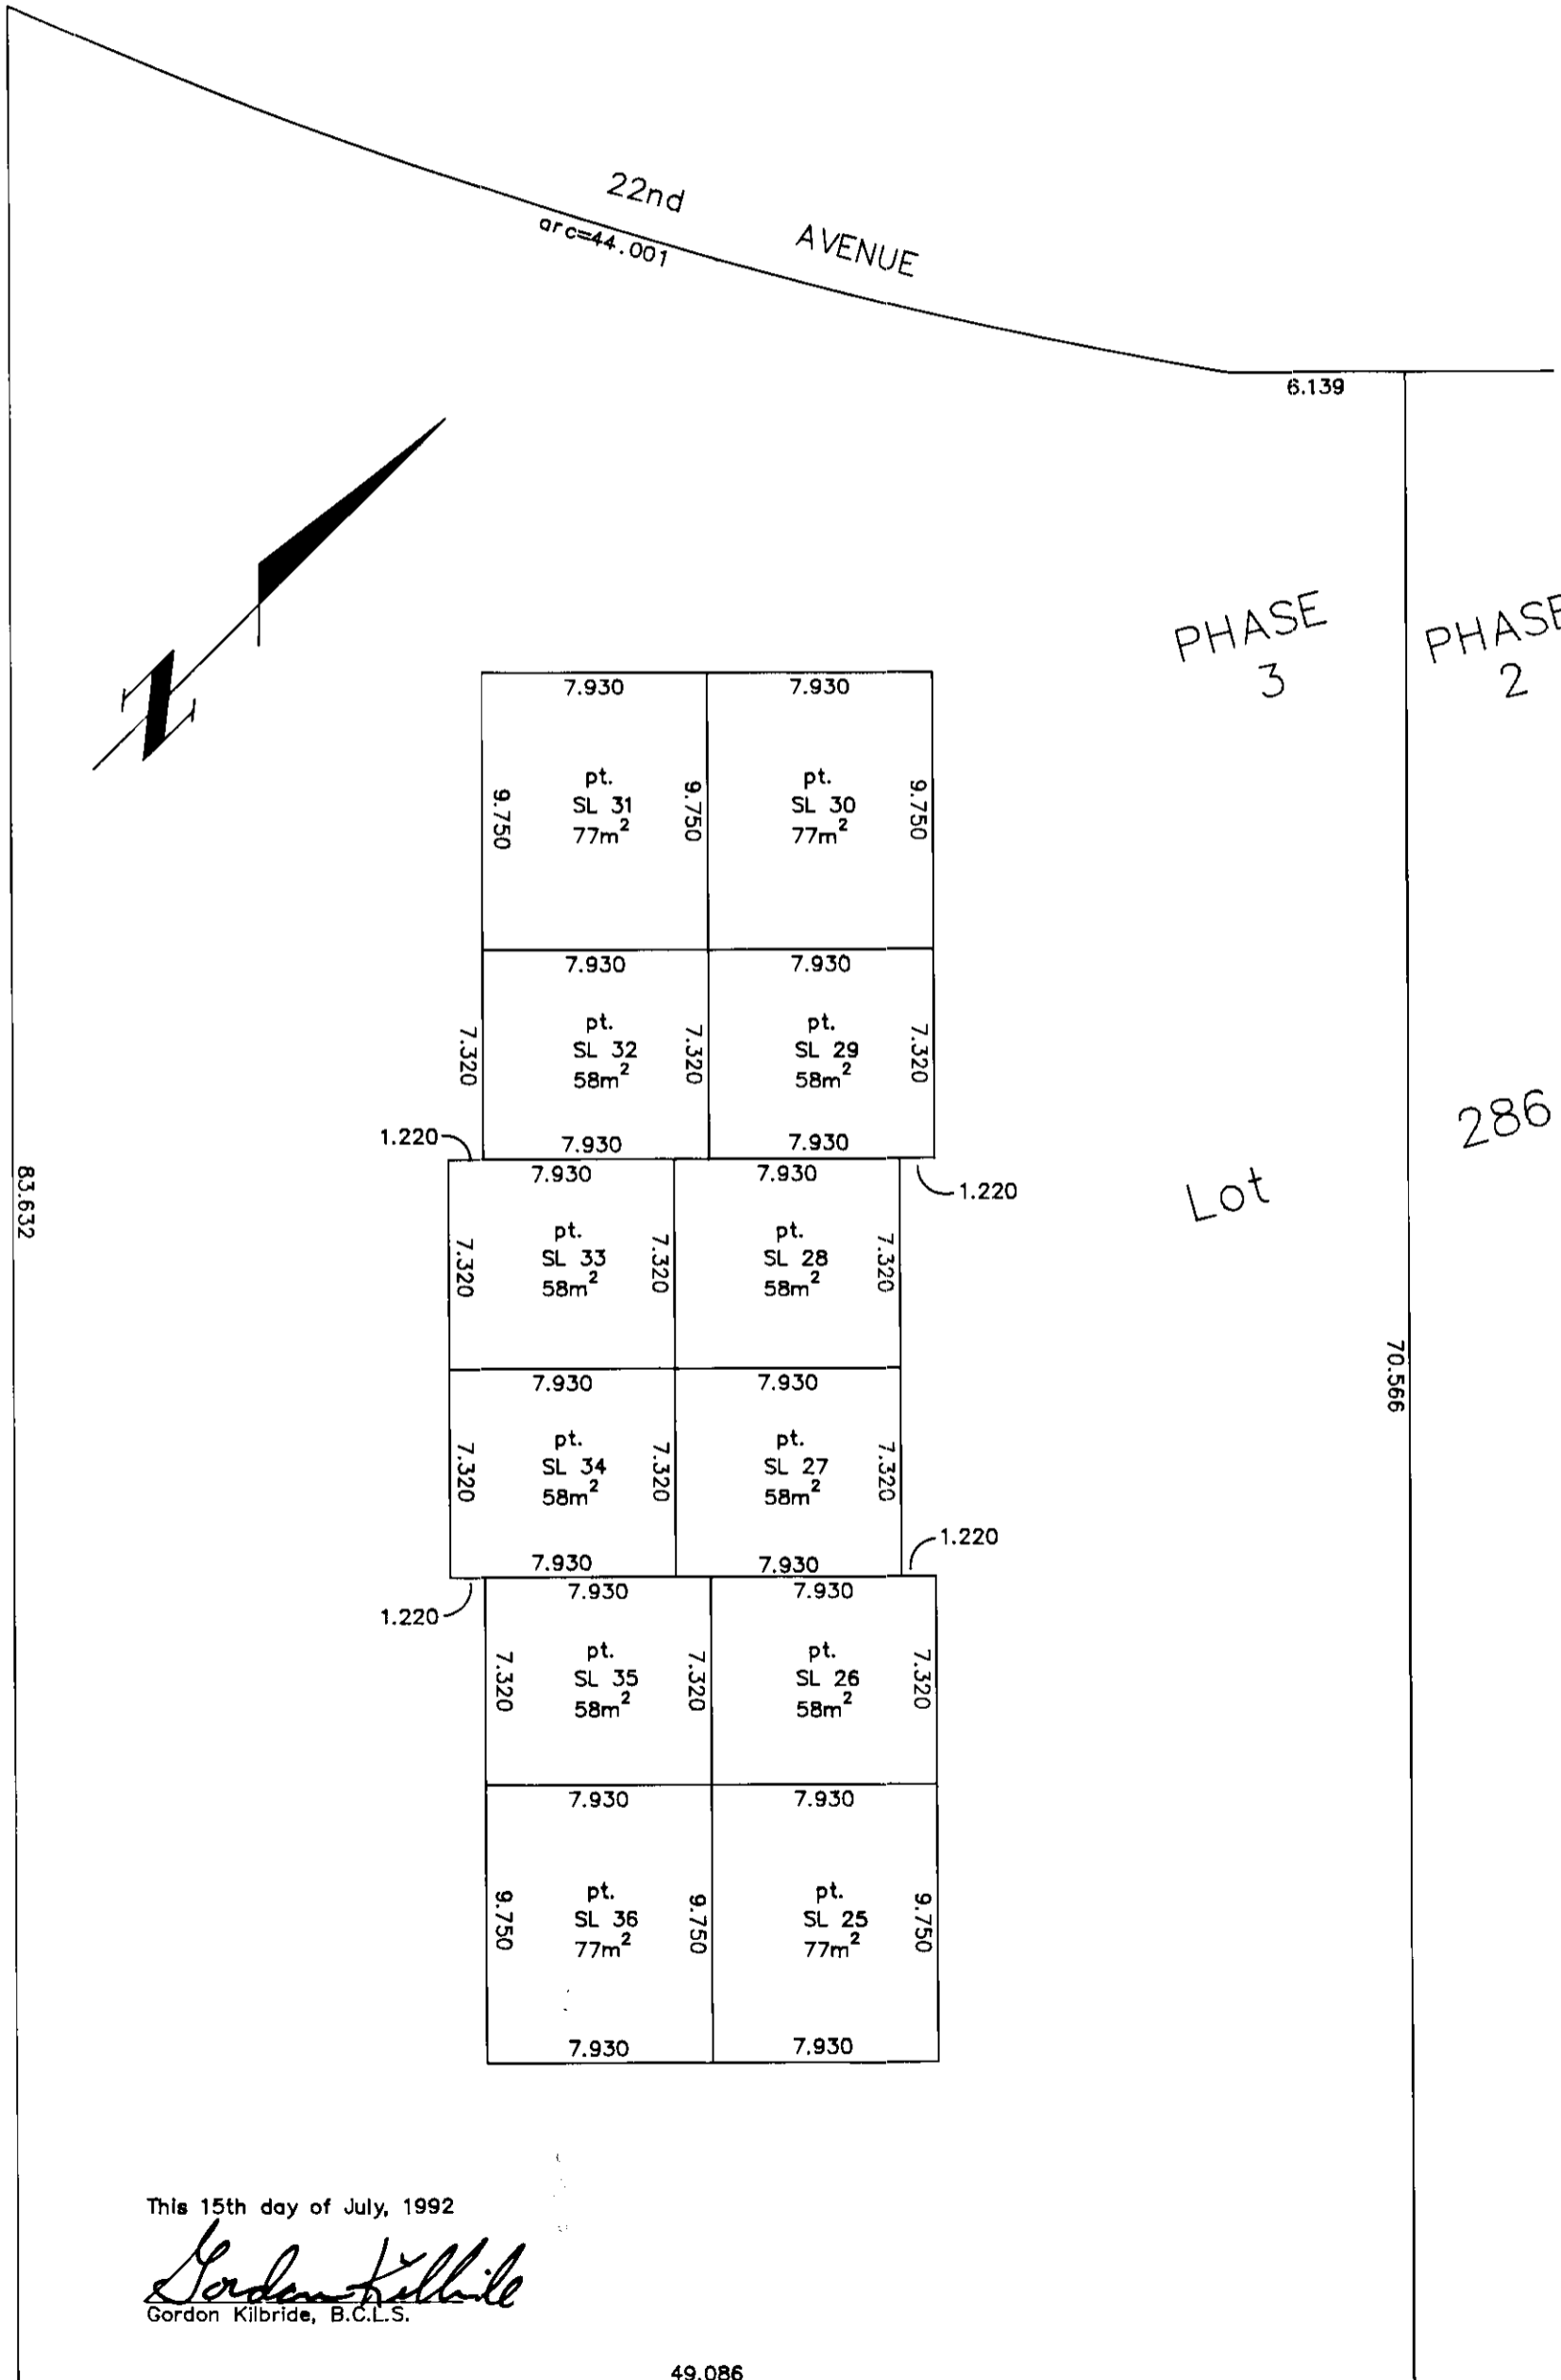 22nd AVENUE
arc=44.001
6.139
N
PHASE
3
PHASE
2
7.930 7.930
pt.
SL 31
77m²
pt.
SL 30
77m²
9.750 9.750 9.750
7.930 7.930
pt.
SL 32
58m²
pt.
SL 29
58m²
7.320 7.320 7.320
7.930 7.930
1.220
1.220
286
Lot
83.632
70.566
7.930 7.930
pt.
SL 33
58m²
pt.
SL 28
58m²
7.320 7.320 7.320
7.930 7.930
pt.
SL 34
58m²
pt.
SL 27
58m²
7.320 7.320 7.320
7.930 7.930
1.220
1.220
7.930 7.930
pt.
SL 35
58m²
pt.
SL 26
58m²
7.320 7.320 7.320
7.930 7.930
pt.
SL 36
77m²
pt.
SL 25
77m²
9.750 9.750 9.750
7.930 7.930
This 15th day of July, 1992
Gordon Kilbride
Gordon Kilbride, B.C.L.S.
49.086